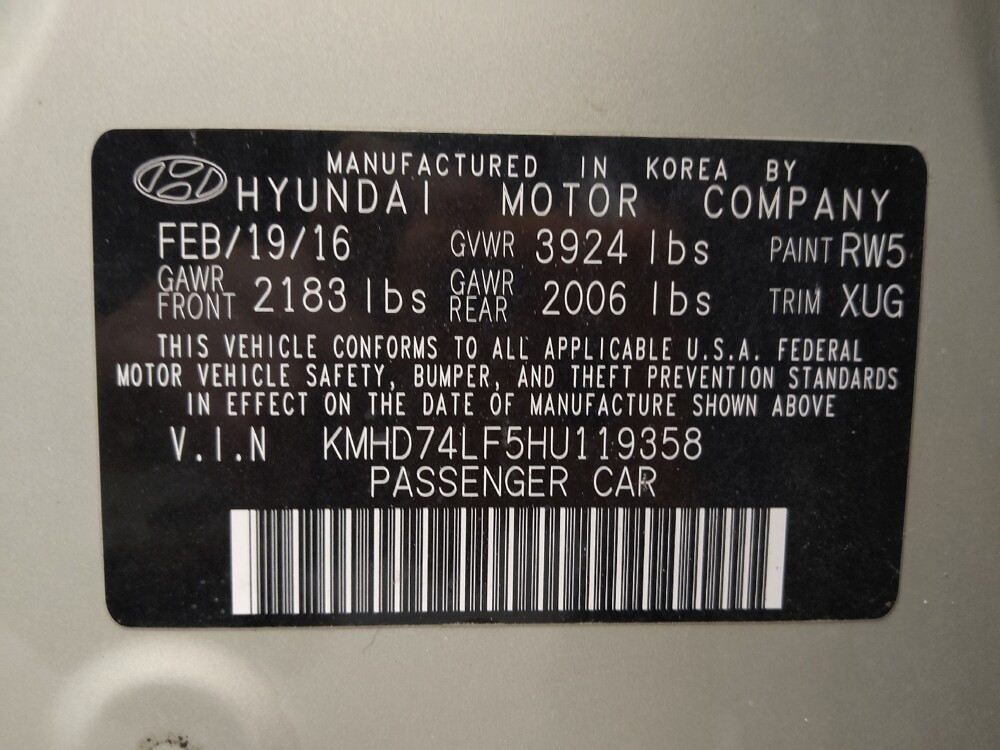 MANUFACTURED IN KOREA BY
HYUNDAI MOTOR COMPANY
FEB/19/16 GVWR 3924 lbs PAINT RW5
GAWR FRONT 2183 lbs GAWR REAR 2006 lbs TRIM XUG
THIS VEHICLE CONFORMS TO ALL APPLICABLE U.S.A. FEDERAL
MOTOR VEHICLE SAFETY, BUMPER, AND THEFT PREVENTION STANDARDS
IN EFFECT ON THE DATE OF MANUFACTURE SHOWN ABOVE
V.I.N KMHD74LF5HU119358
PASSENGER CAR